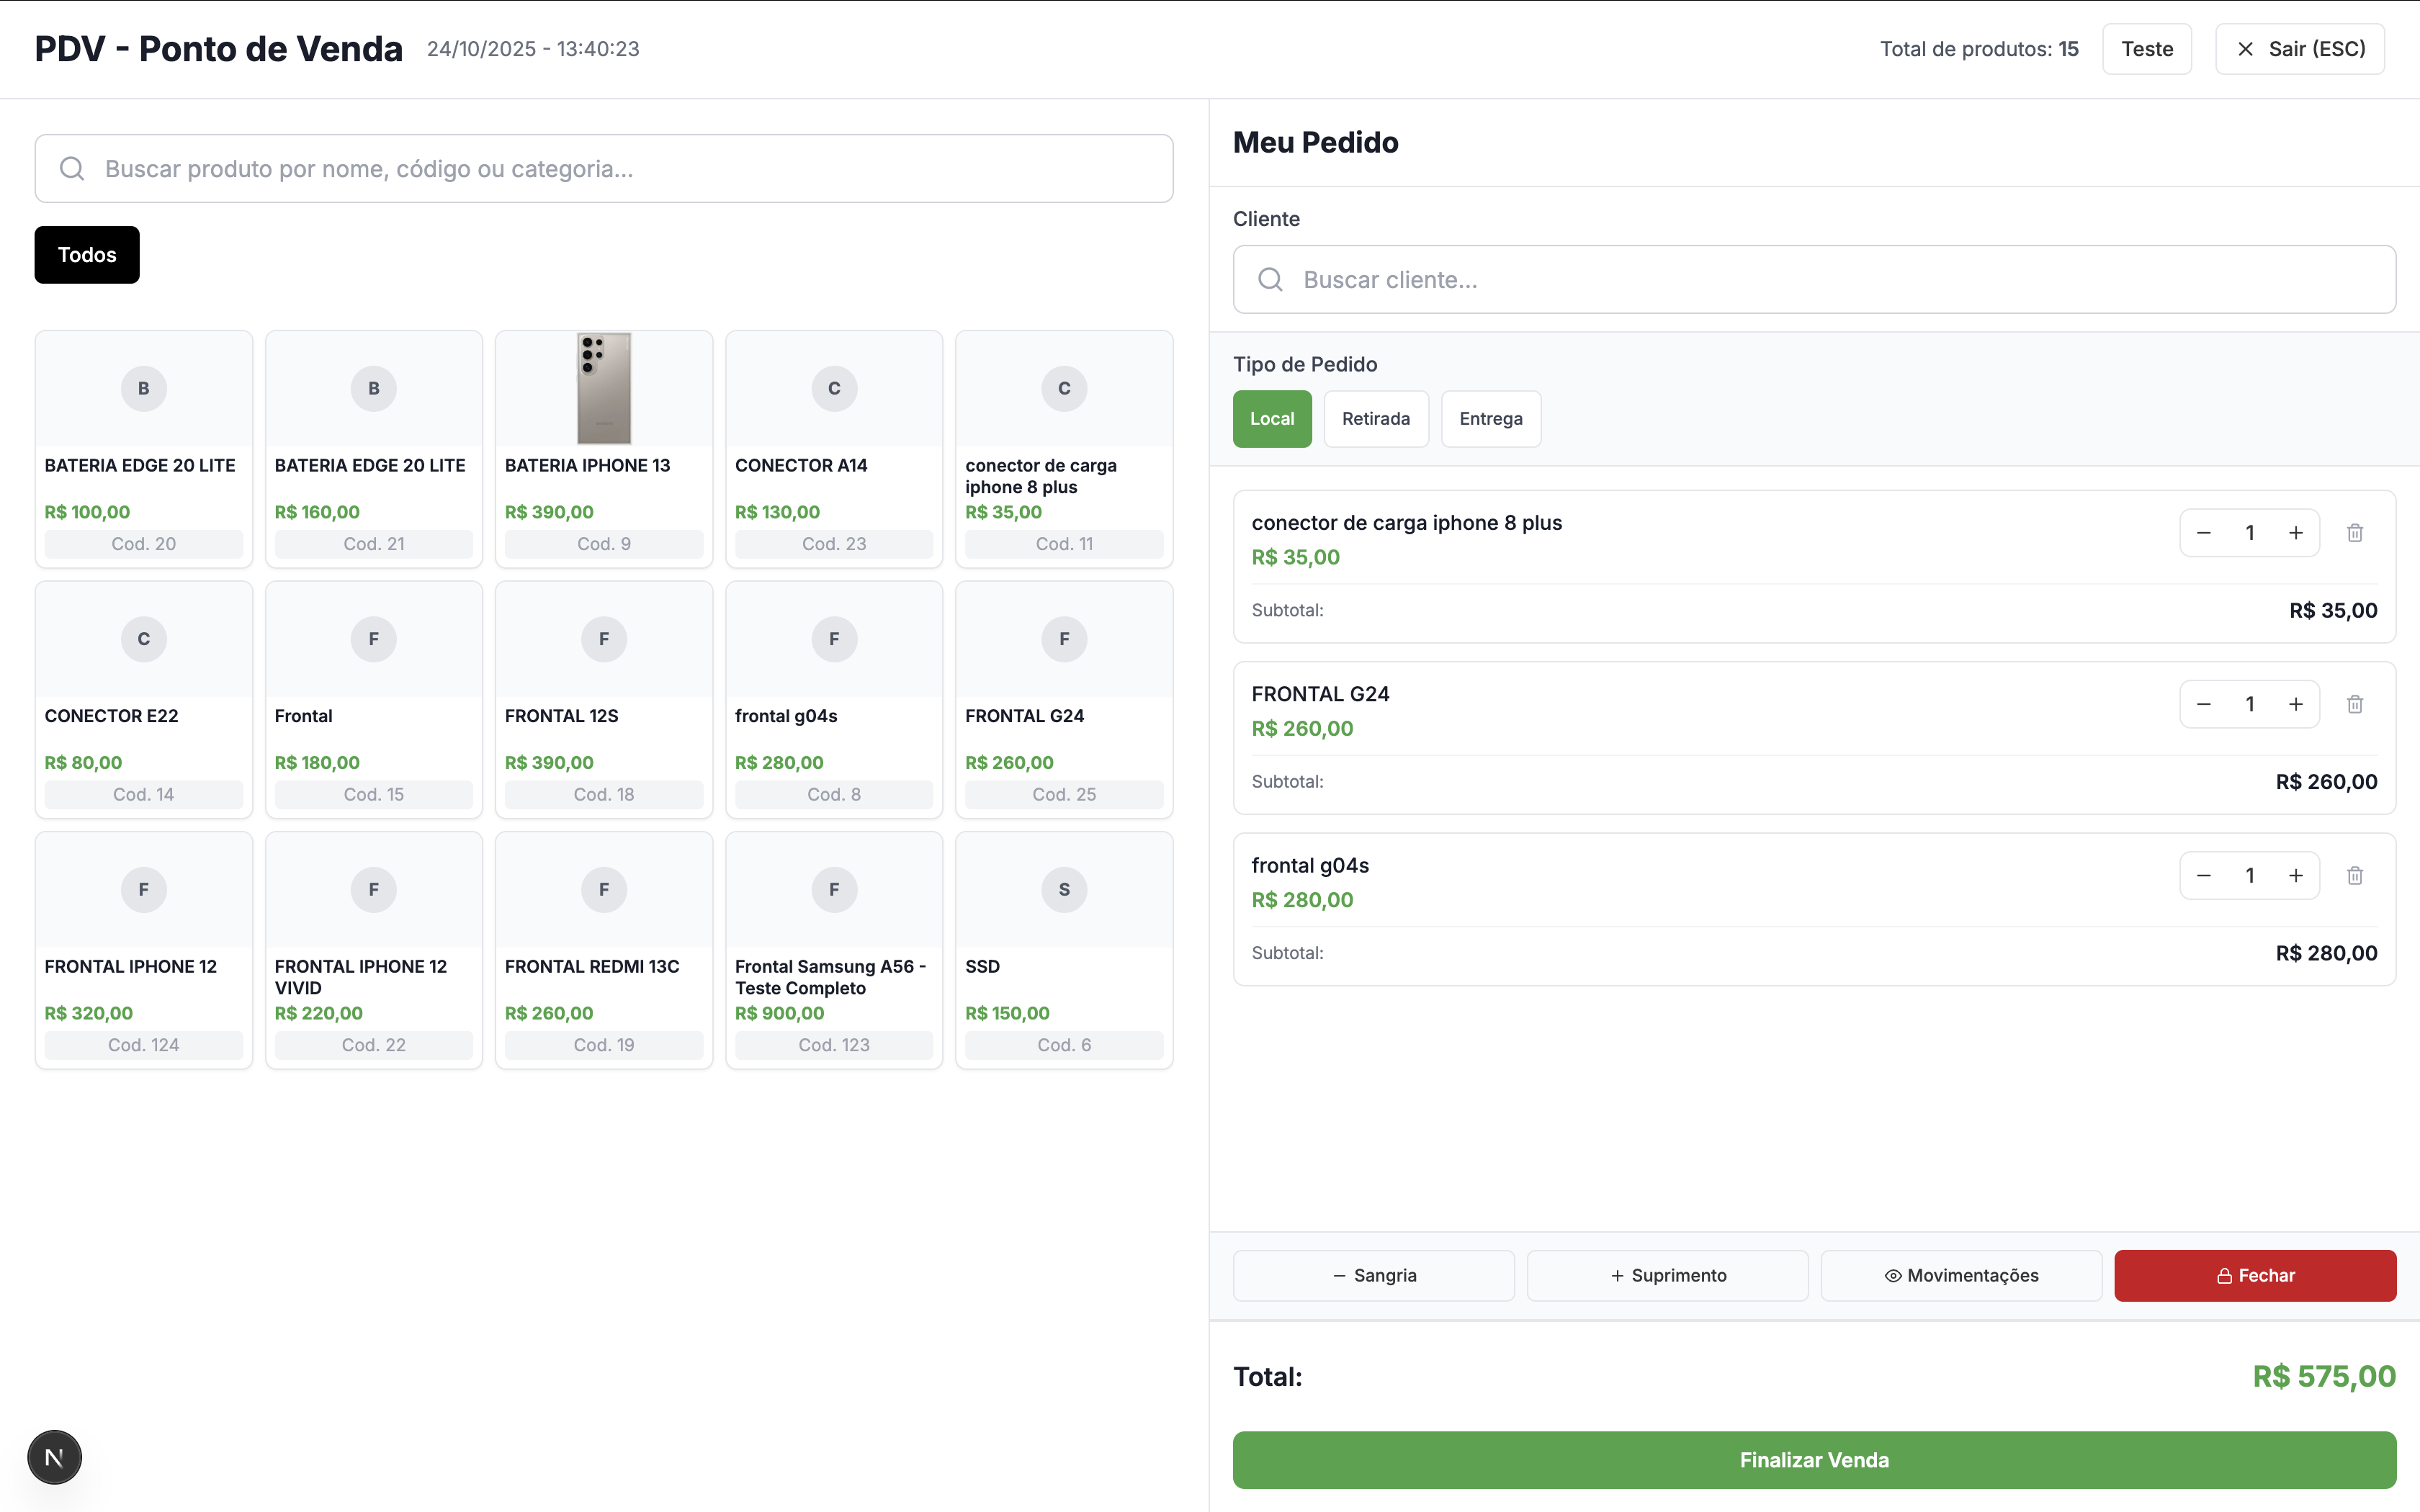 PDV - Ponto de Venda
24/10/2025 - 13:40:23
Total de produtos: 15
Teste
Sair (ESC)
Buscar produto por nome, código ou categoria...
Todos
B
BATERIA EDGE 20 LITE
R$ 100,00
Cod. 20
B
BATERIA EDGE 20 LITE
R$ 160,00
Cod. 21
BATERIA IPHONE 13
R$ 390,00
Cod. 9
C
CONECTOR A14
R$ 130,00
Cod. 23
C
conector de carga
iphone 8 plus
R$ 35,00
Cod. 11
C
CONECTOR E22
R$ 80,00
Cod. 14
F
Frontal
R$ 180,00
Cod. 15
F
FRONTAL 12S
R$ 390,00
Cod. 18
F
frontal g04s
R$ 280,00
Cod. 8
F
FRONTAL G24
R$ 260,00
Cod. 25
F
FRONTAL IPHONE 12
R$ 320,00
Cod. 124
F
FRONTAL IPHONE 12
VIVID
R$ 220,00
Cod. 22
F
FRONTAL REDMI 13C
R$ 260,00
Cod. 19
F
Frontal Samsung A56 -
Teste Completo
R$ 900,00
Cod. 123
S
SSD
R$ 150,00
Cod. 6
N
Meu Pedido
Cliente
Buscar cliente...
Tipo de Pedido
Local
Retirada
Entrega
conector de carga iphone 8 plus
R$ 35,00
1
Subtotal:
R$ 35,00
FRONTAL G24
R$ 260,00
1
Subtotal:
R$ 260,00
frontal g04s
R$ 280,00
1
Subtotal:
R$ 280,00
Sangria
Suprimento
Movimentações
Fechar
Total:
R$ 575,00
Finalizar Venda